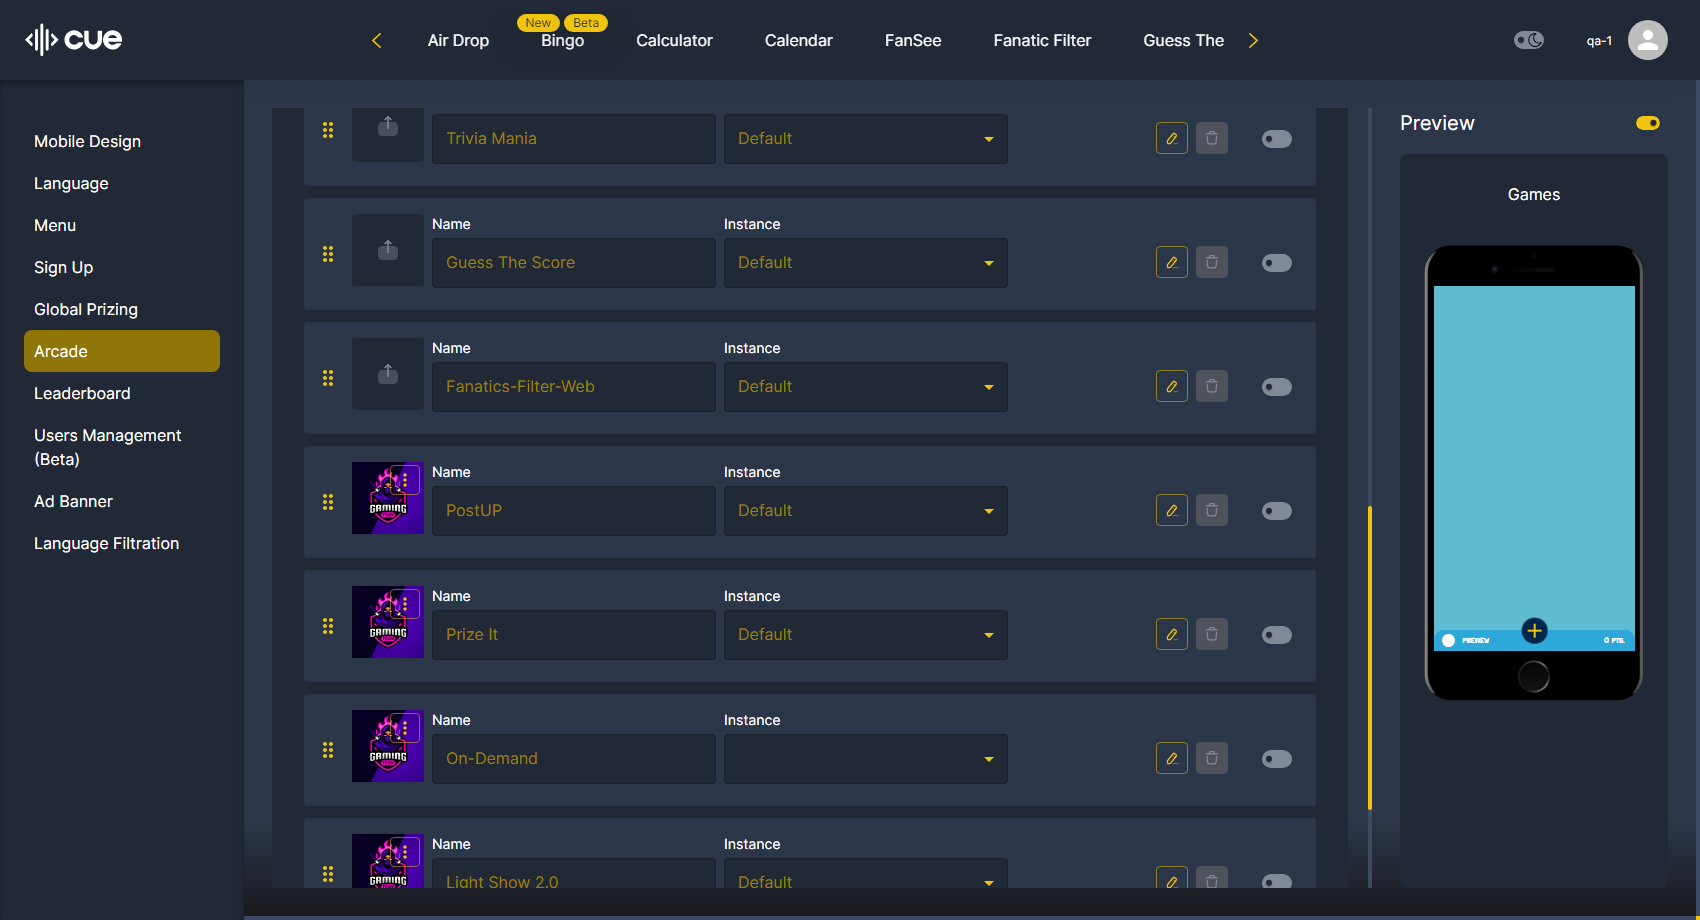 cue
Air Drop
New
Beta
Bingo
Calculator
Calendar
FanSee
Fanatic Filter
Guess The
qa-1
Mobile Design
Language
Menu
Sign Up
Global Prizing
Arcade
Leaderboard
Users Management
(Beta)
Ad Banner
Language Filtration
Trivia Mania
Default
Name
Instance
Guess The Score
Default
Name
Instance
Fanatics-Filter-Web
Default
GAMING
Name
Instance
PostUP
Default
GAMING
Name
Instance
Prize It
Default
GAMING
Name
Instance
On-Demand
GAMING
Name
Instance
Light Show 2.0
Default
Preview
Games
PREVIEW
0 PTS.